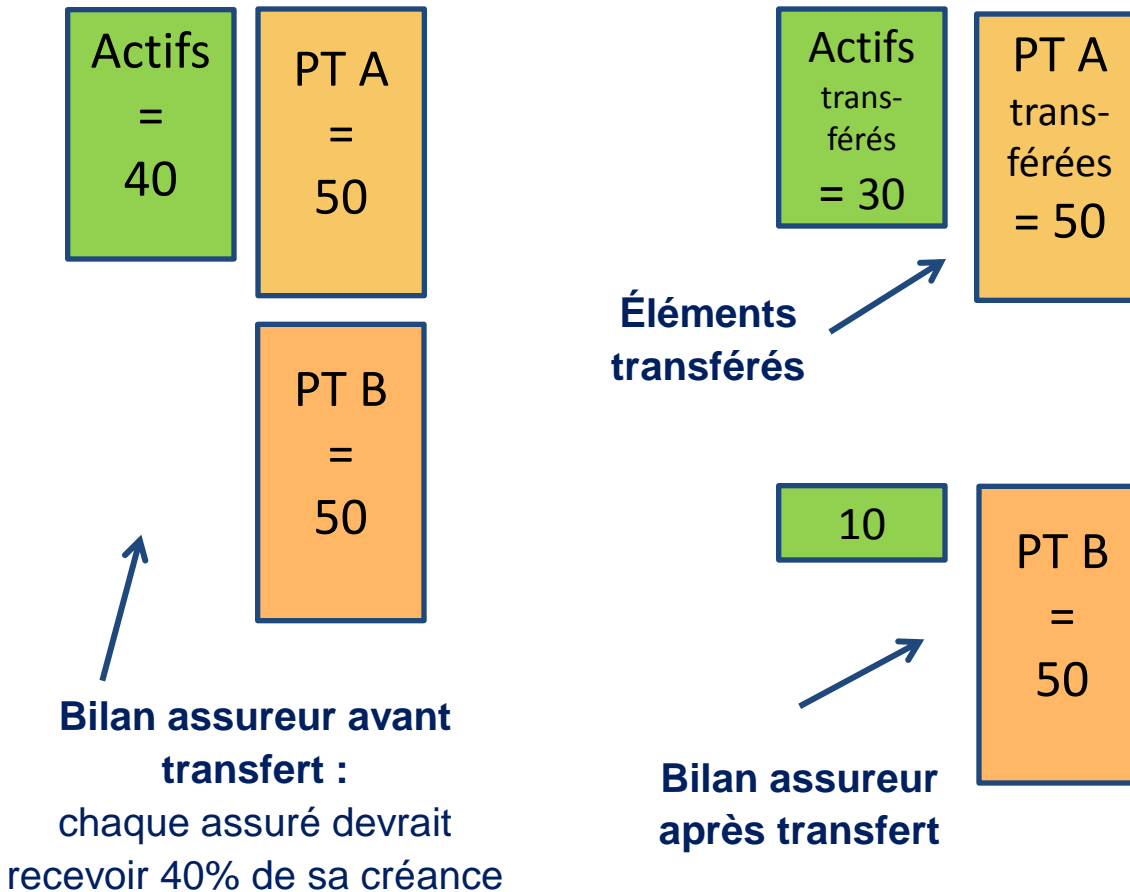 Actifs
=
40
PT A
=
50
PT B
=
50
Bilan assureur avant
transfert :
chaque assuré devrait
recevoir 40% de sa créance
Actifs
trans-
férés
= 30
PT A
trans-
férées
= 50
Éléments
transférés
10
PT B
=
50
Bilan assureur
après transfert